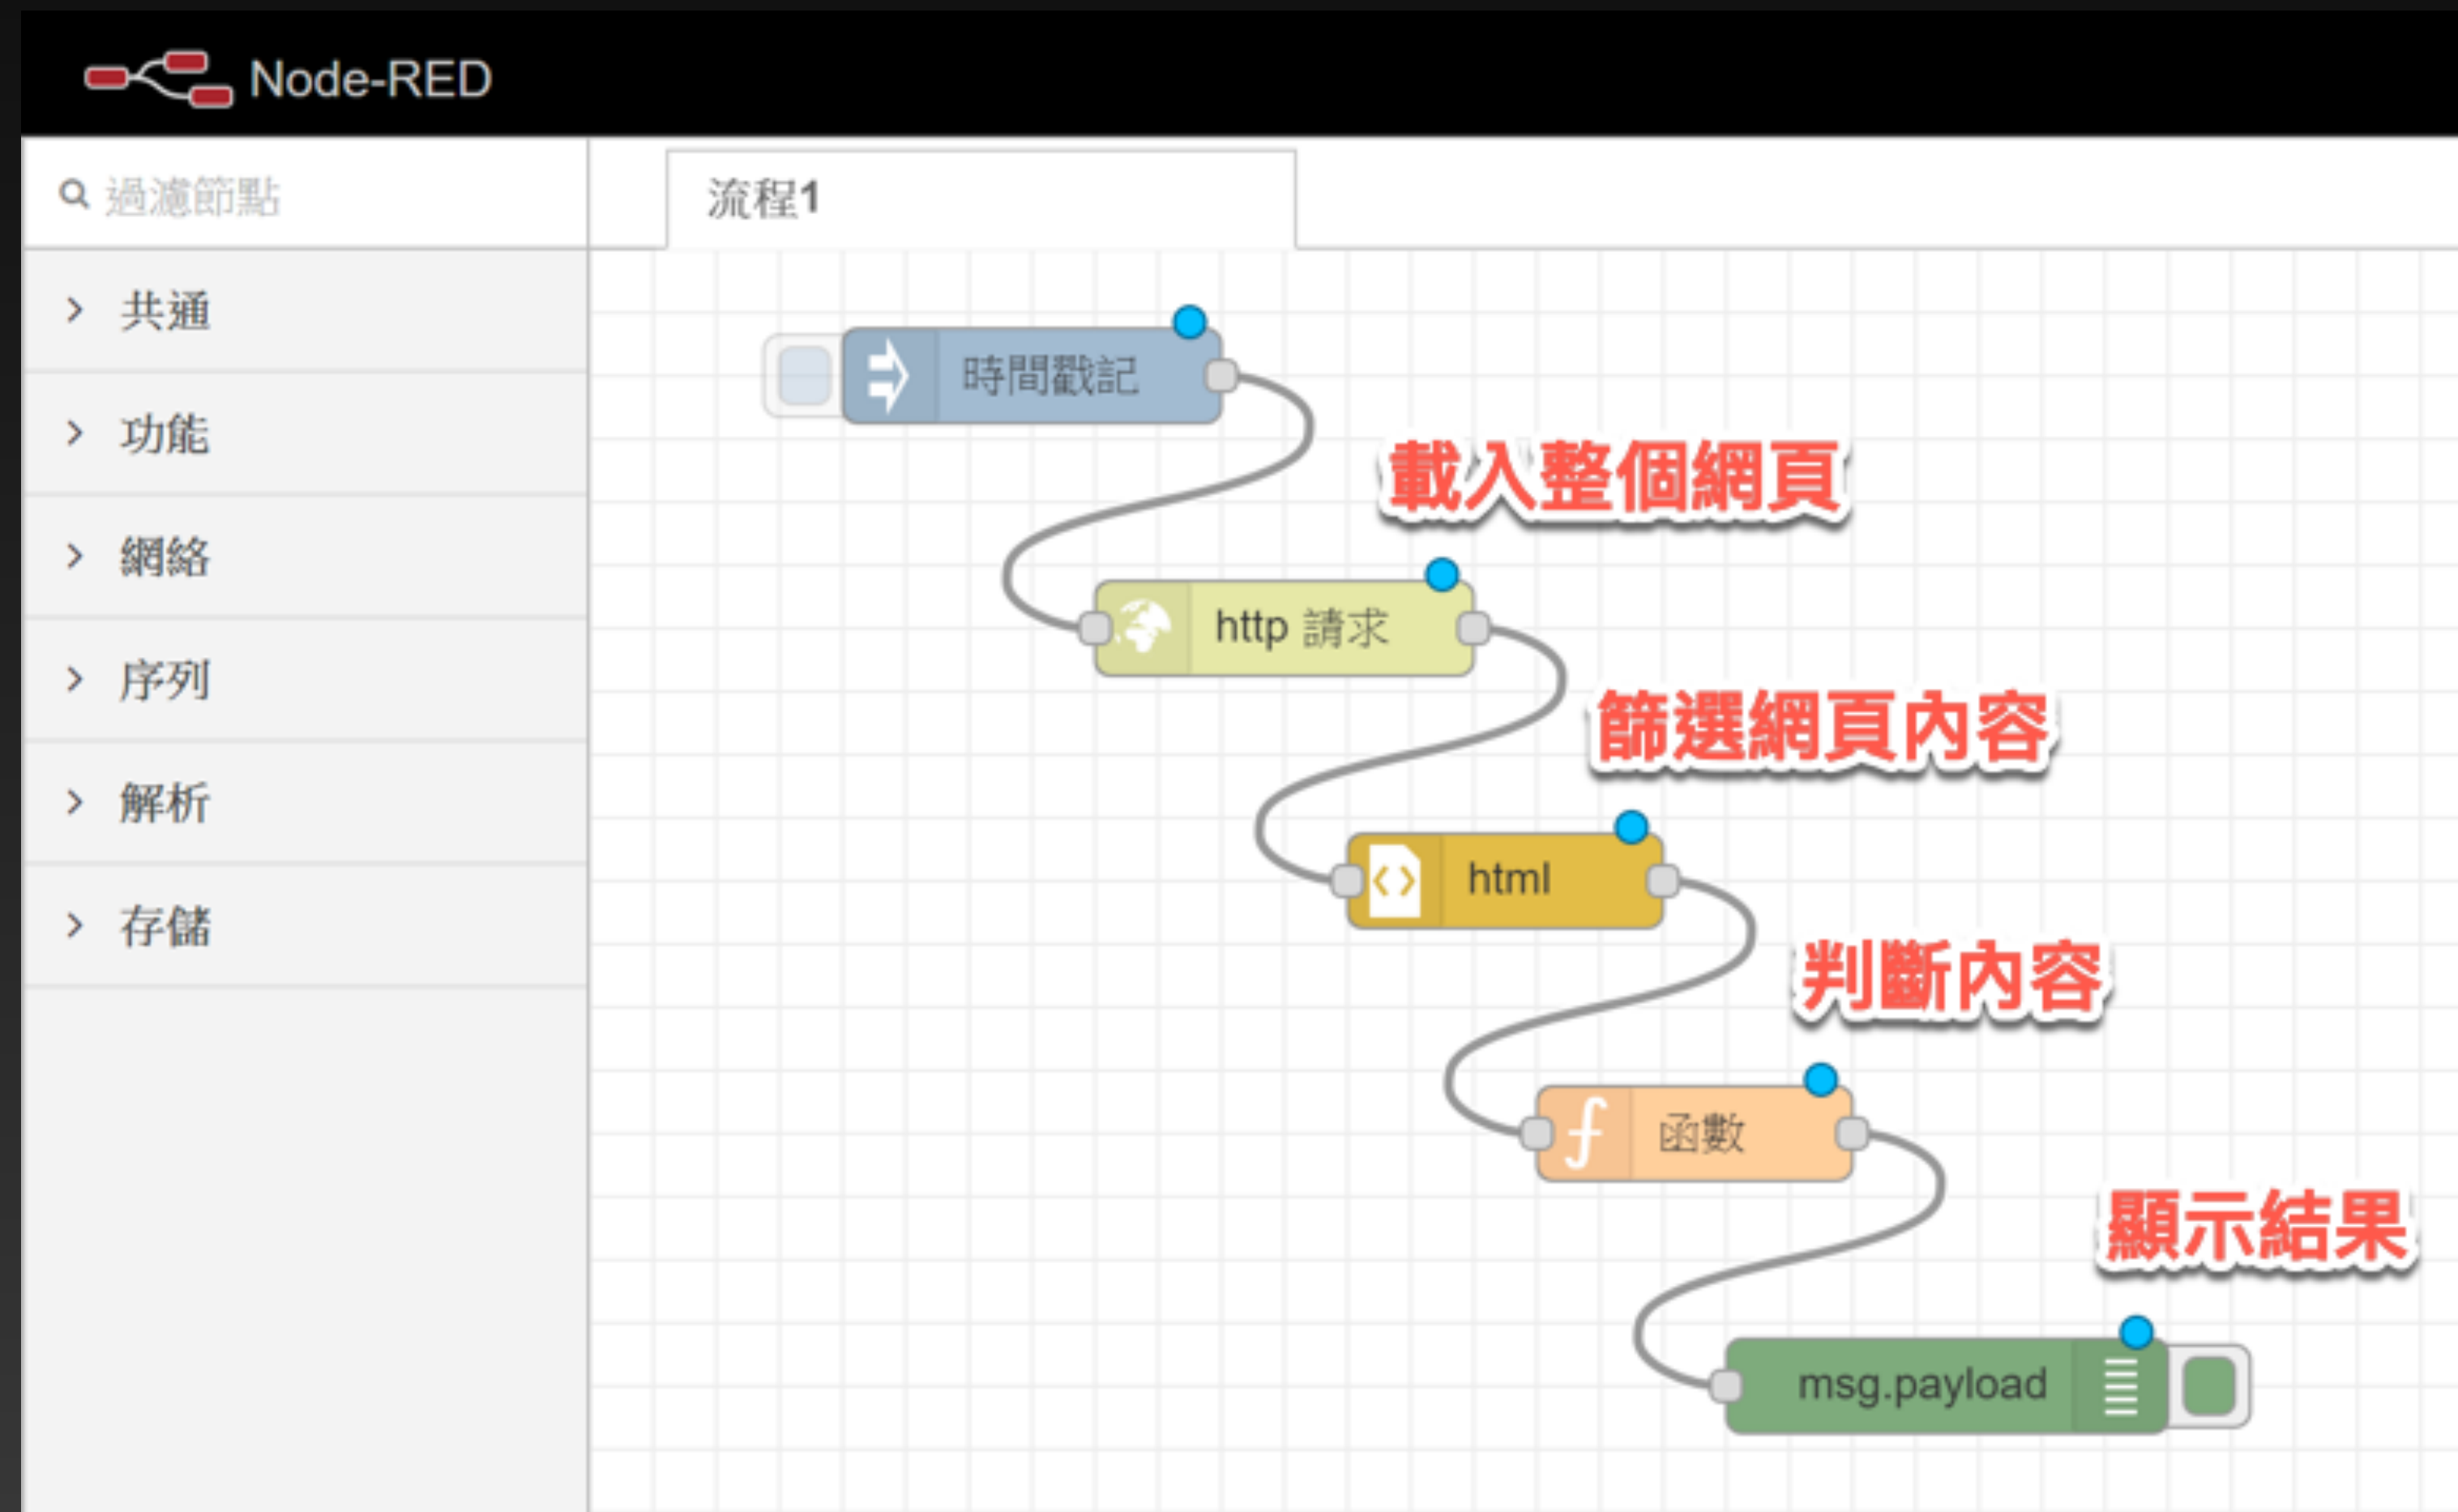 Node-RED
過濾節點
流程1
共通
功能
網絡
序列
解析
存儲
時間戳記
載入整個網頁
http 請求
篩選網頁內容
html
判斷內容
函數
顯示結果
msg.payload